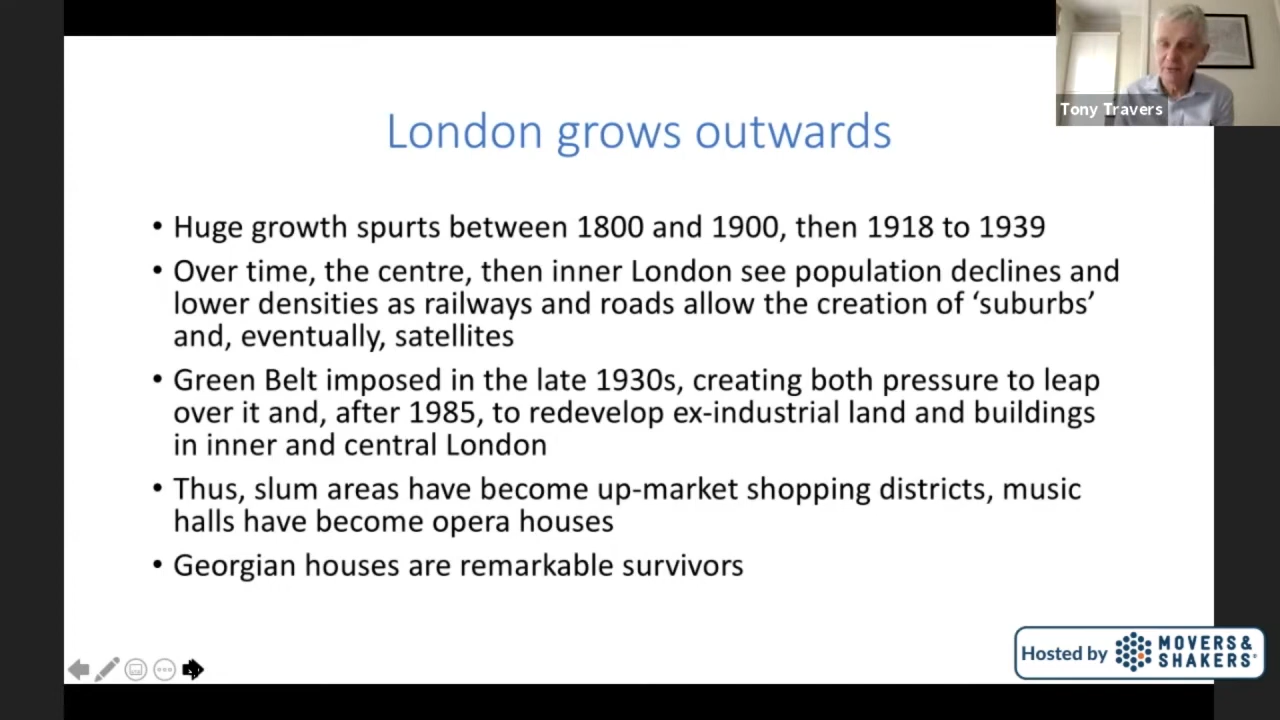 Tony Travers
London grows outwards
• Huge growth spurts between 1800 and 1900, then 1918 to 1939
• Over time, the centre, then inner London see population declines and
lower densities as railways and roads allow the creation of ‘suburbs’
and, eventually, satellites
• Green Belt imposed in the late 1930s, creating both pressure to leap
over it and, after 1985, to redevelop ex-industrial land and buildings
in inner and central London
• Thus, slum areas have become up-market shopping districts, music
halls have become opera houses
• Georgian houses are remarkable survivors
Hosted by
MOVERS&
SHAKERS